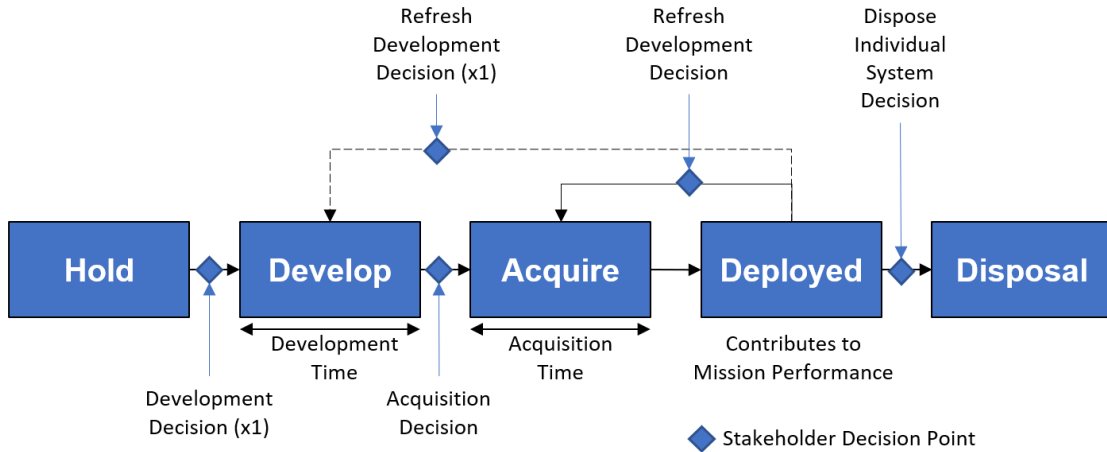 Refresh
Development
Decision (x1)
Refresh
Development
Decision
Dispose
Individual
System
Decision
Hold
Develop
Acquire
Deployed
Disposal
Development
Time
Acquisition
Time
Contributes to
Mission Performance
Development
Decision (x1)
Acquisition
Decision
Stakeholder Decision Point